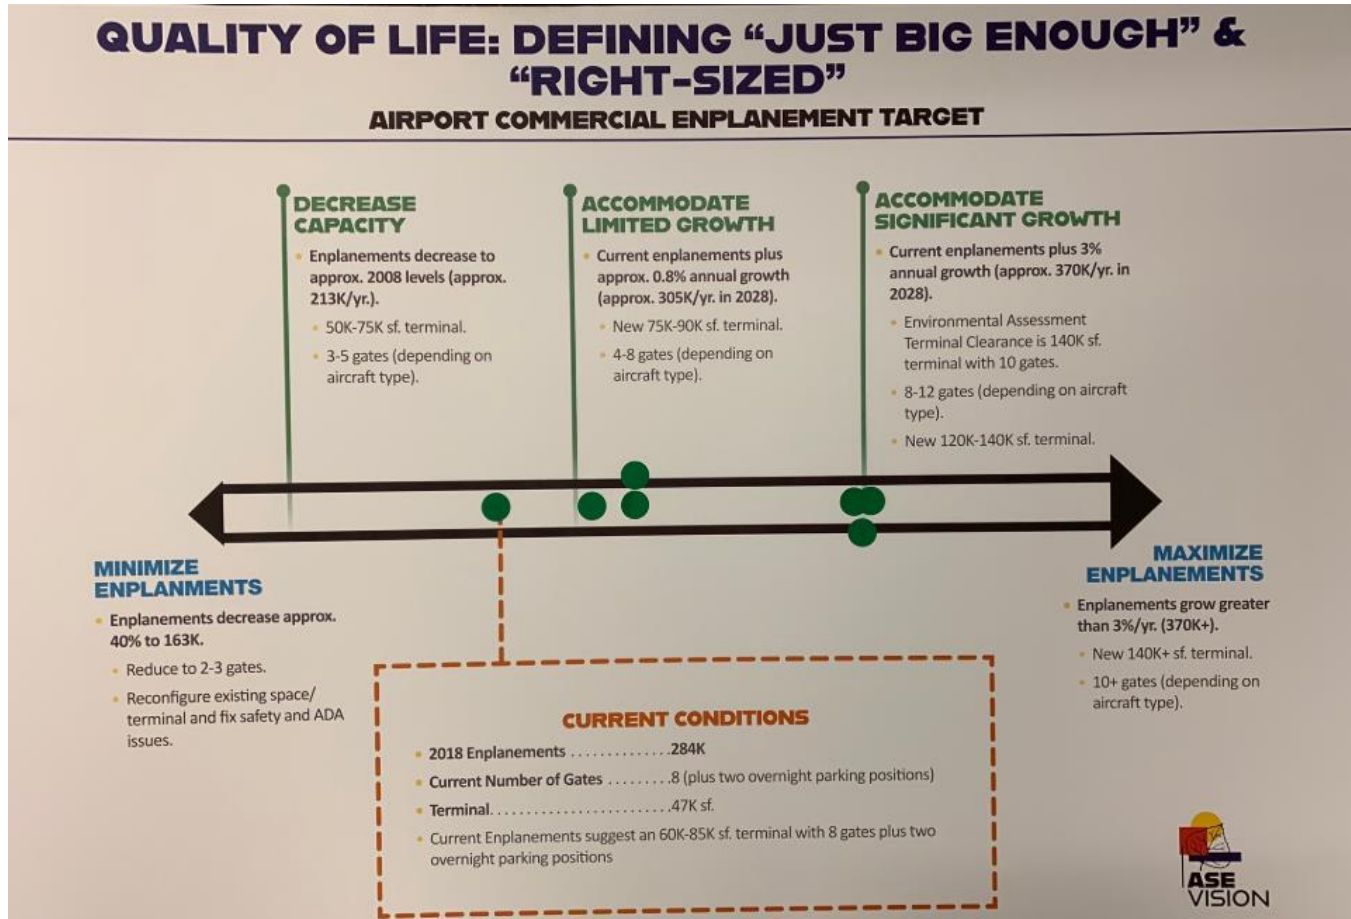 QUALITY OF LIFE: DEFINING “JUST BIG ENOUGH” &
“RIGHT-SIZED”
AIRPORT COMMERCIAL ENPLANEMENT TARGET
DECREASE
CAPACITY
Enplanements decrease to
approx. 2008 levels (approx.
213K/yr.).
50K-75K sf. terminal.
3-5 gates (depending on
aircraft type).
ACCOMMODATE
LIMITED GROWTH
Current enplanements plus
approx. 0.8% annual growth
(approx. 305K/yr. in 2028).
New 75K-90K sf. terminal.
4-8 gates (depending on
aircraft type).
ACCOMMODATE
SIGNIFICANT GROWTH
Current enplanements plus 3%
annual growth (approx. 370K/yr. in
2028).
Environmental Assessment
Terminal Clearance is 140K sf.
terminal with 10 gates.
8-12 gates (depending on aircraft
type).
New 120K-140K sf. terminal.
MINIMIZE
ENPLANMENTS
Enplanements decrease approx.
40% to 163K.
Reduce to 2-3 gates.
Reconfigure existing space/
terminal and fix safety and ADA
issues.
MAXIMIZE
ENPLANEMENTS
Enplanements grow greater
than 3%/yr. (370K+).
New 140K+ sf. terminal.
10+ gates (depending on
aircraft type).
CURRENT CONDITIONS
2018 Enplanements . . . . . . . . . . . . . .284K
Current Number of Gates . . . . . . . . .8 (plus two overnight parking positions)
Terminal. . . . . . . . . . . . . . . . . . . . . . . .47K sf.
Current Enplanements suggest an 60K-85K sf. terminal with 8 gates plus two
overnight parking positions
ASE
VISION